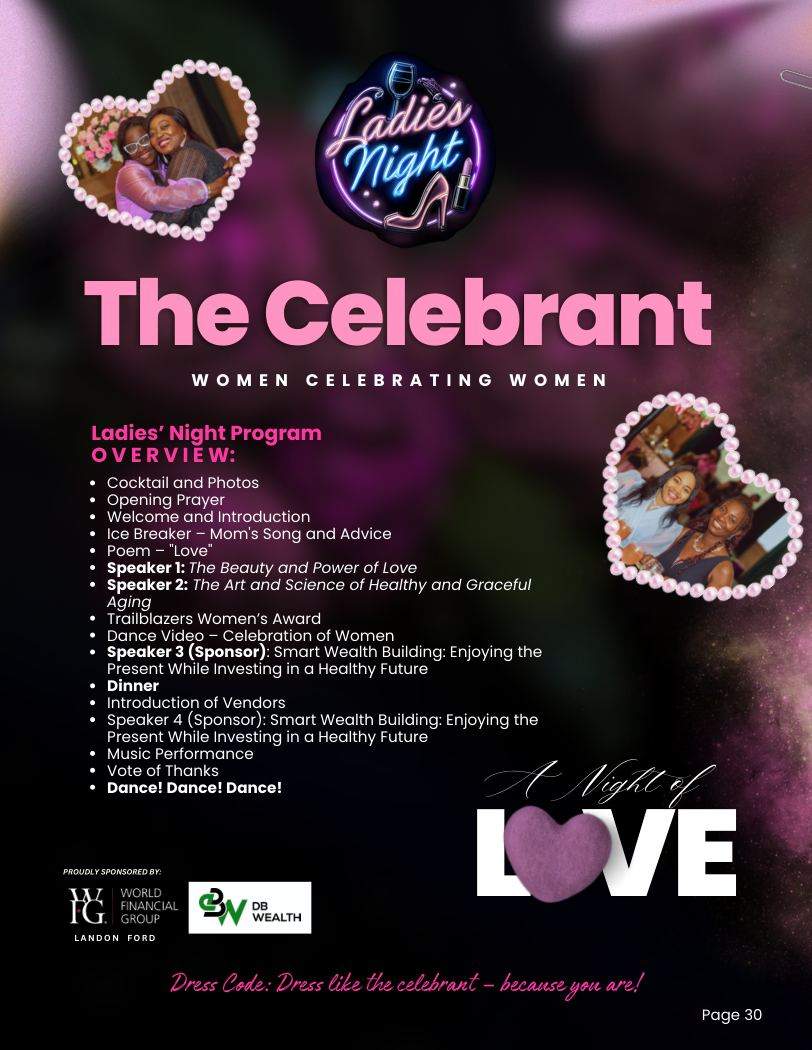 Ladies
Night
The Celebrant
WOMEN CELEBRATING WOMEN
Ladies’ Night Program
OVERVIEW:
• Cocktail and Photos
• Opening Prayer
• Welcome and Introduction
• Ice Breaker – Mom's Song and Advice
• Poem – "Love"
• Speaker 1: The Beauty and Power of Love
• Speaker 2: The Art and Science of Healthy and Graceful
Aging
• Trailblazers Women’s Award
• Dance Video – Celebration of Women
• Speaker 3 (Sponsor): Smart Wealth Building: Enjoying the
Present While Investing in a Healthy Future
• Dinner
• Introduction of Vendors
• Speaker 4 (Sponsor): Smart Wealth Building: Enjoying the
Present While Investing in a Healthy Future
• Music Performance
• Vote of Thanks
• Dance! Dance! Dance!
A Night of
LOVE
PROUDLY SPONSORED BY:
WFG
WORLD
FINANCIAL
GROUP
LANDON FORD
DBW
DB
WEALTH
Dress Code: Dress like the celebrant – because you are!
Page 30